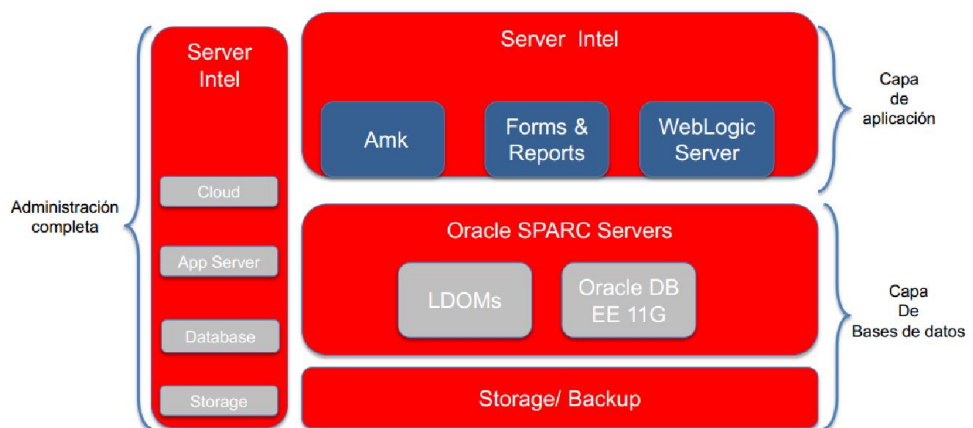 Administración
completa
Server
Intel
Cloud
App Server
Database
Storage
Server Intel
Amk
Forms &
Reports
WebLogic
Server
Capa
de
aplicación
Oracle SPARC Servers
LDOMs
Oracle DB
EE 11G
Storage/ Backup
Capa
De
Bases de datos